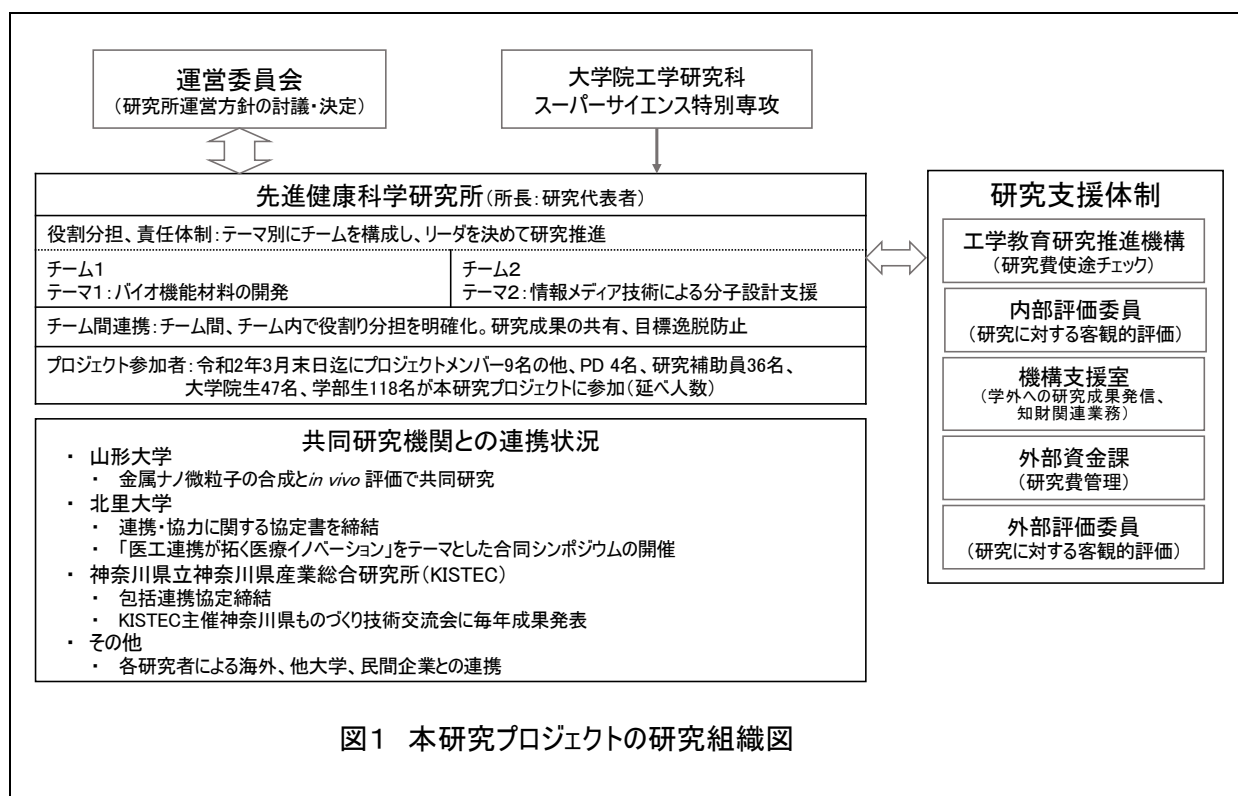 運営委員会
(研究所運営方針の討議・決定)
大学院工学研究科
スーパーサイエンス特別専攻
先進健康科学研究所(所長:研究代表者)
役割分担、責任体制:テーマ別にチームを構成し、リーダを決めて研究推進
チーム1
テーマ1:バイオ機能材料の開発
チーム2
テーマ2:情報メディア技術による分子設計支援
チーム間連携:チーム間、チーム内で役割り分担を明確化。研究成果の共有、目標逸脱防止
プロジェクト参加者:令和2年3月末日迄にプロジェクトメンバー9名の他、PD 4名、研究補助員36名、
大学院生47名、学部生118名が本研究プロジェクトに参加(延べ人数)
共同研究機関との連携状況
・ 山形大学
・ 金属ナノ微粒子の合成とin vivo 評価で共同研究
・ 北里大学
・ 連携・協力に関する協定書を締結
・ 「医工連携が拓く医療イノベーション」をテーマとした合同シンポジウムの開催
・ 神奈川県立神奈川県産業総合研究所(KISTEC)
・ 包括連携協定締結
・ KISTEC主催神奈川県ものづくり技術交流会に毎年成果発表
・ その他
・ 各研究者による海外、他大学、民間企業との連携
研究支援体制
工学教育研究推進機構
(研究費使途チェック)
内部評価委員
(研究に対する客観的評価)
機構支援室
(学外への研究成果発信、
知財関連業務)
外部資金課
(研究費管理)
外部評価委員
(研究に対する客観的評価)
図1 本研究プロジェクトの研究組織図